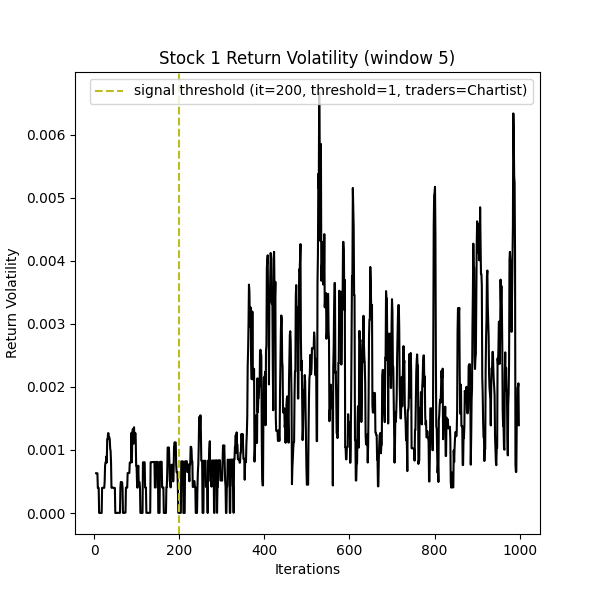 Stock 1 Return Volatility (window 5)
signal threshold (it=200, threshold=1, traders=Chartist)
0.006
0.005
0.004
0.003
0.002
0.001
0.000
Return Volatility
0 200 400 600 800 1000
Iterations